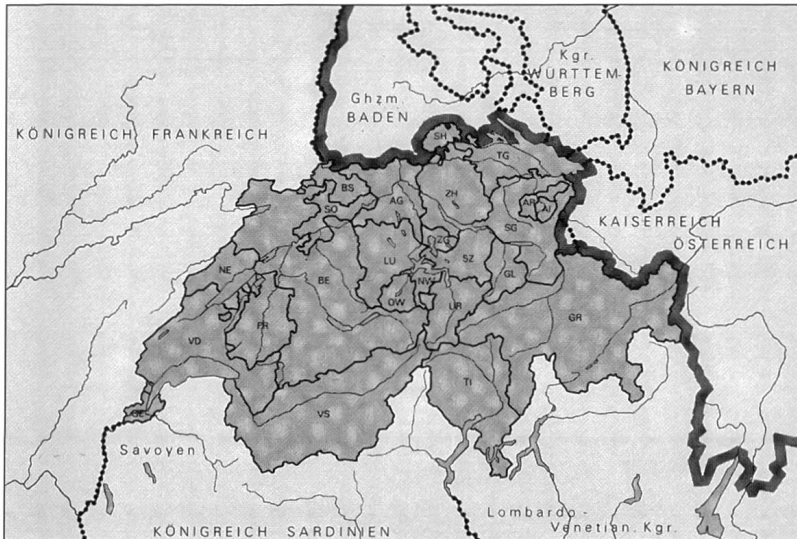 Kgr.
WÜRTTEM-
BERG
KÖNIGREICH
BAYERN
Ghzm.
BADEN
KÖNIGREICH FRANKREICH
SH
TG
BS
ZH
AG
SO
AR
AI
SG
KAISERREICH
ÖSTERREICH
ZG
LU
SZ
NE
BE
GL
NW
OW
UR
GR
FR
VD
TI
GE
VS
Savoyen
Lombardo-
Venetian. Kgr.
KÖNIGREICH SARDINIEN